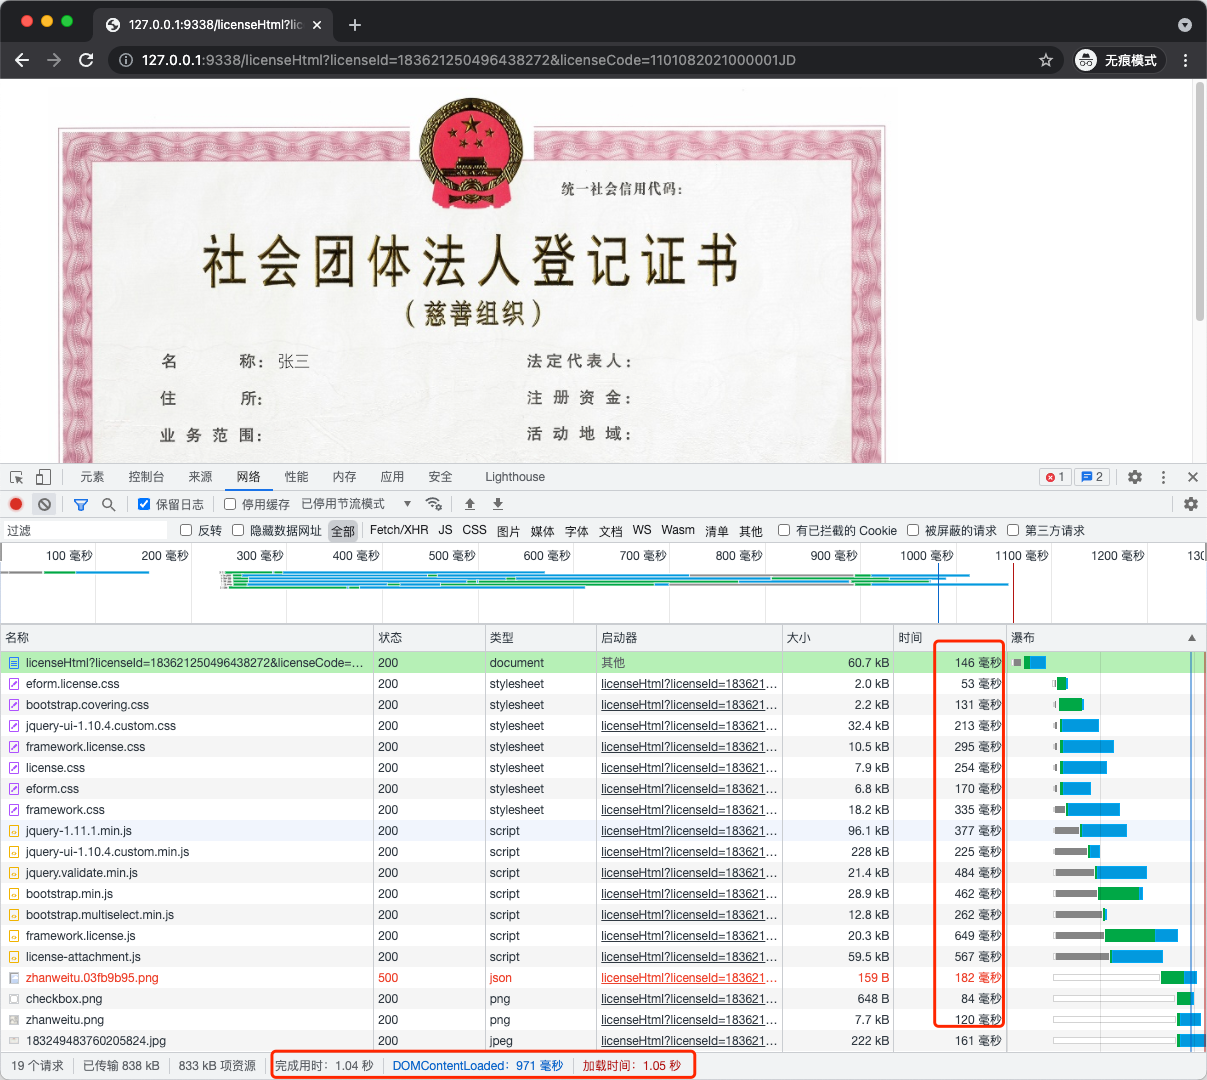 127.0.0.1:9338/licenseHtml?lic
127.0.0.1:9338/licenseHtml?licenseId=183621250496438272&licenseCode=1101082021000001JD
无痕模式
统一社会信用代码:
社会团体法人登记证书
(慈善组织)
名 称: 张三 法定代表人:
住 所: 注册资金:
业务范围: 活动地域:
元素 控制台 来源 网络 性能 内存 应用 安全 Lighthouse 1 2
保留日志 停用缓存 已停用节流模式
过滤 反转 隐藏数据网址 全部 Fetch/XHR JS CSS 图片 媒体 字体 文档 WS Wasm 清单 其他 有已拦截的 Cookie 被屏蔽的请求 第三方请求
100 毫秒 200 毫秒 300 毫秒 400 毫秒 500 毫秒 600 毫秒 700 毫秒 800 毫秒 900 毫秒 1000 毫秒 1100 毫秒 1200 毫秒 130
名称 状态 类型 启动器 大小 时间 瀑布
licenseHtml?licenseId=183621250496438272&licenseCode=... 200 document 其他 60.7 kB 146 毫秒
eform.license.css 200 stylesheet licenseHtml?licenseId=183621... 2.0 kB 53 毫秒
bootstrap.covering.css 200 stylesheet licenseHtml?licenseId=183621... 2.2 kB 131 毫秒
jquery-ui-1.10.4.custom.css 200 stylesheet licenseHtml?licenseId=183621... 32.4 kB 213 毫秒
framework.license.css 200 stylesheet licenseHtml?licenseId=183621... 10.5 kB 295 毫秒
license.css 200 stylesheet licenseHtml?licenseId=183621... 7.9 kB 254 毫秒
eform.css 200 stylesheet licenseHtml?licenseId=183621... 6.8 kB 170 毫秒
framework.css 200 stylesheet licenseHtml?licenseId=183621... 18.2 kB 335 毫秒
jquery-1.11.1.min.js 200 script licenseHtml?licenseId=183621... 96.1 kB 377 毫秒
jquery-ui-1.10.4.custom.min.js 200 script licenseHtml?licenseId=183621... 228 kB 225 毫秒
jquery.validate.min.js 200 script licenseHtml?licenseId=183621... 21.4 kB 484 毫秒
bootstrap.min.js 200 script licenseHtml?licenseId=183621... 28.9 kB 462 毫秒
bootstrap.multiselect.min.js 200 script licenseHtml?licenseId=183621... 12.8 kB 262 毫秒
framework.license.js 200 script licenseHtml?licenseId=183621... 20.3 kB 649 毫秒
license-attachment.js 200 script licenseHtml?licenseId=183621... 59.5 kB 567 毫秒
zhanweitu.03fb9b95.png 500 json licenseHtml?licenseId=183621... 159 B 182 毫秒
checkbox.png 200 png licenseHtml?licenseId=183621... 648 B 84 毫秒
zhanweitu.png 200 png licenseHtml?licenseId=183621... 7.7 kB 120 毫秒
183249483760205824.jpg 200 jpeg licenseHtml?licenseId=183621... 222 kB 161 毫秒
19 个请求 已传输 838 kB 833 kB 项资源 完成用时：1.04 秒 DOMContentLoaded：971 毫秒 加载时间：1.05 秒